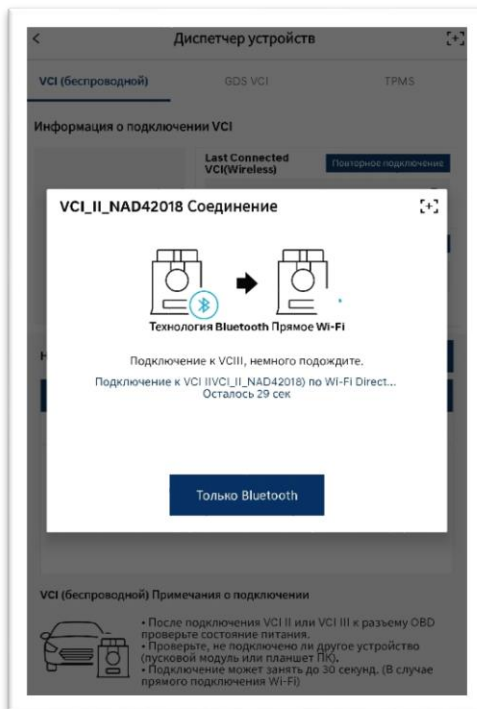 Диспетчер устройств
VCI (беспроводной)
GDS VCI
TPMS
Информация о подключении VCI
Last Connected
VCI(Wireless)
Повторное подключение
VCI_II_NAD42018 Соединение
Технология Bluetooth Прямое Wi-Fi
Подключение к VCIII, немного подождите.
Подключение к VCI IIVCI_II_NAD42018) по Wi-Fi Direct...
Осталось 29 сек
Только Bluetooth
VCI (беспроводной) Примечания о подключении
• После подключения VCI II или VCI III к разъему OBD
проверьте состояние питания.
• Проверьте, не подключено ли другое устройство
(пусковой модуль или планшет ПК).
• Подключение может занять до 30 секунд. (В случае
прямого подключения Wi-Fi)